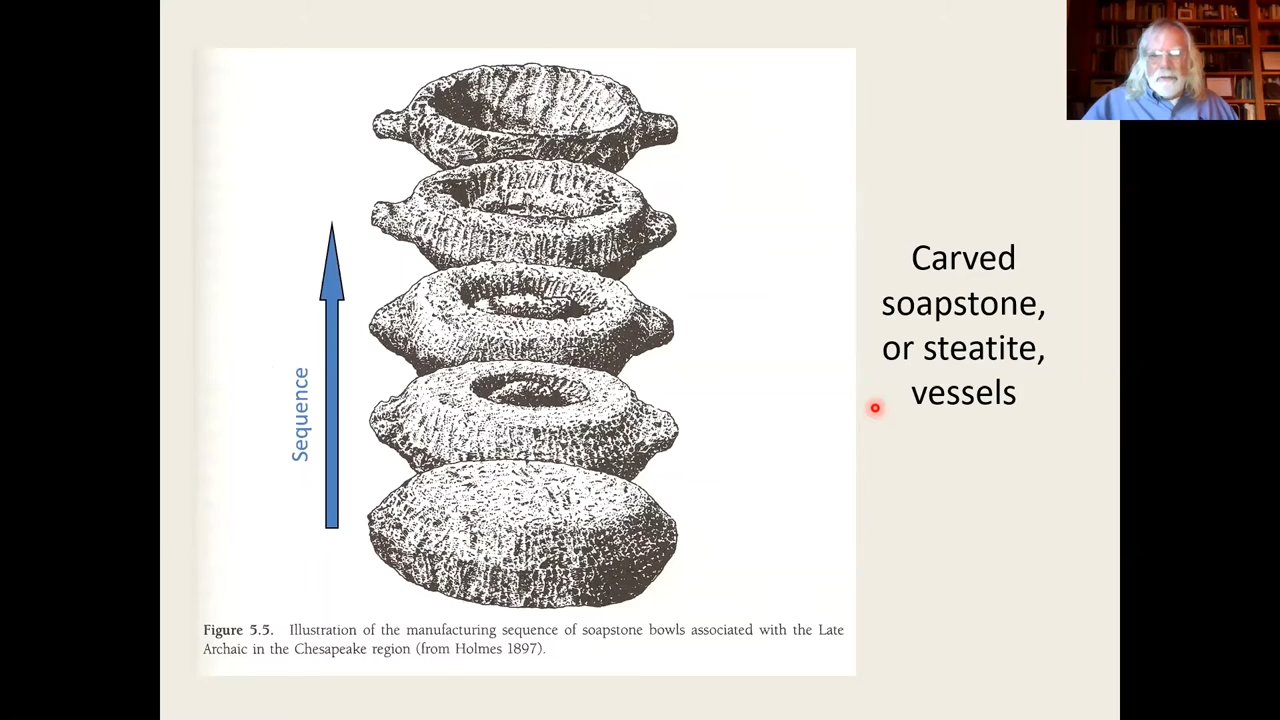 Sequence
Carved
soapstone,
or steatite,
vessels
Figure 5.5. Illustration of the manufacturing sequence of soapstone bowls associated with the Late
Archaic in the Chesapeake region (from Holmes 1897).